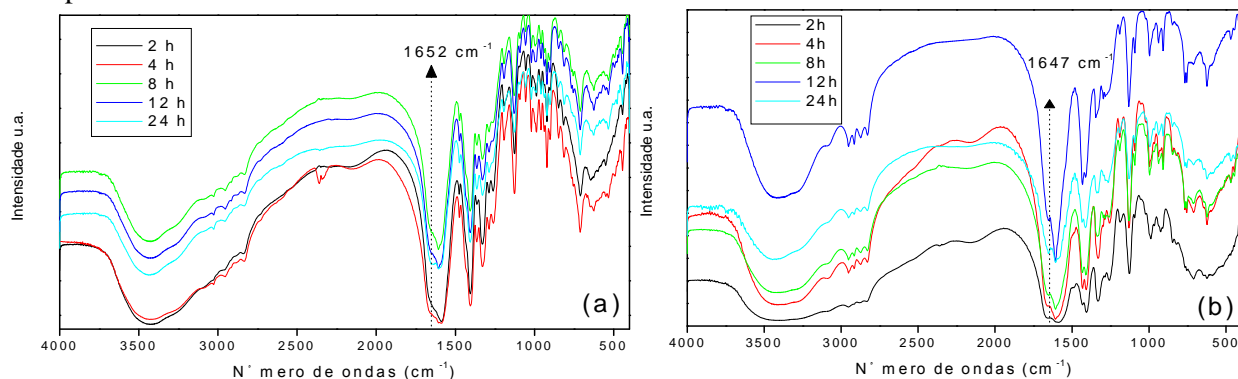 2 h
4 h
8 h
12 h
24 h
1652 cm⁻¹
(a)
Intensidade u.a.
4000 3500 3000 2500 2000 1500 1000 500
N° mero de ondas (cm⁻¹)
2h
4h
8h
12h
24h
1647 cm⁻¹
(b)
Intensidade u.a.
4000 3500 3000 2500 2000 1500 1000 500
N° mero de ondas (cm⁻¹)